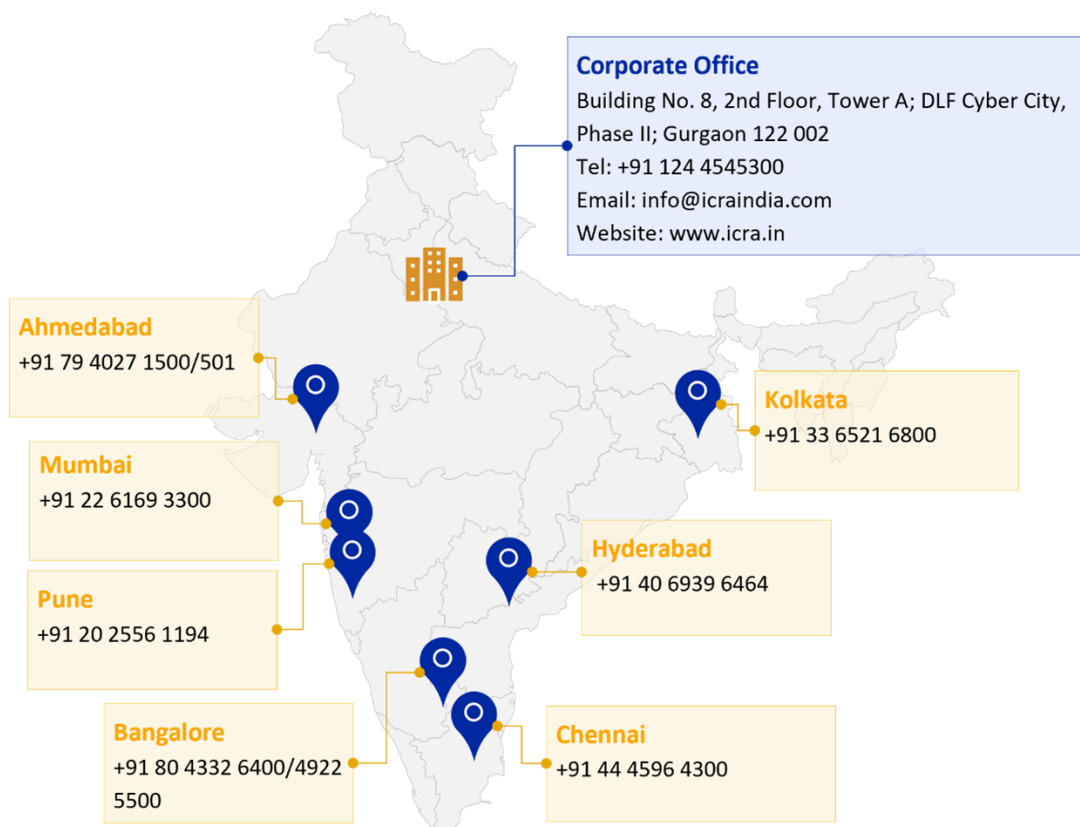 Corporate Office
Building No. 8, 2nd Floor, Tower A; DLF Cyber City,
Phase II; Gurgaon 122 002
Tel: +91 124 4545300
Email: info@icraindia.com
Website: www.icra.in
Ahmedabad
+91 79 4027 1500/501
Kolkata
+91 33 6521 6800
Mumbai
+91 22 6169 3300
Hyderabad
+91 40 6939 6464
Pune
+91 20 2556 1194
Bangalore
+91 80 4332 6400/4922
5500
Chennai
+91 44 4596 4300